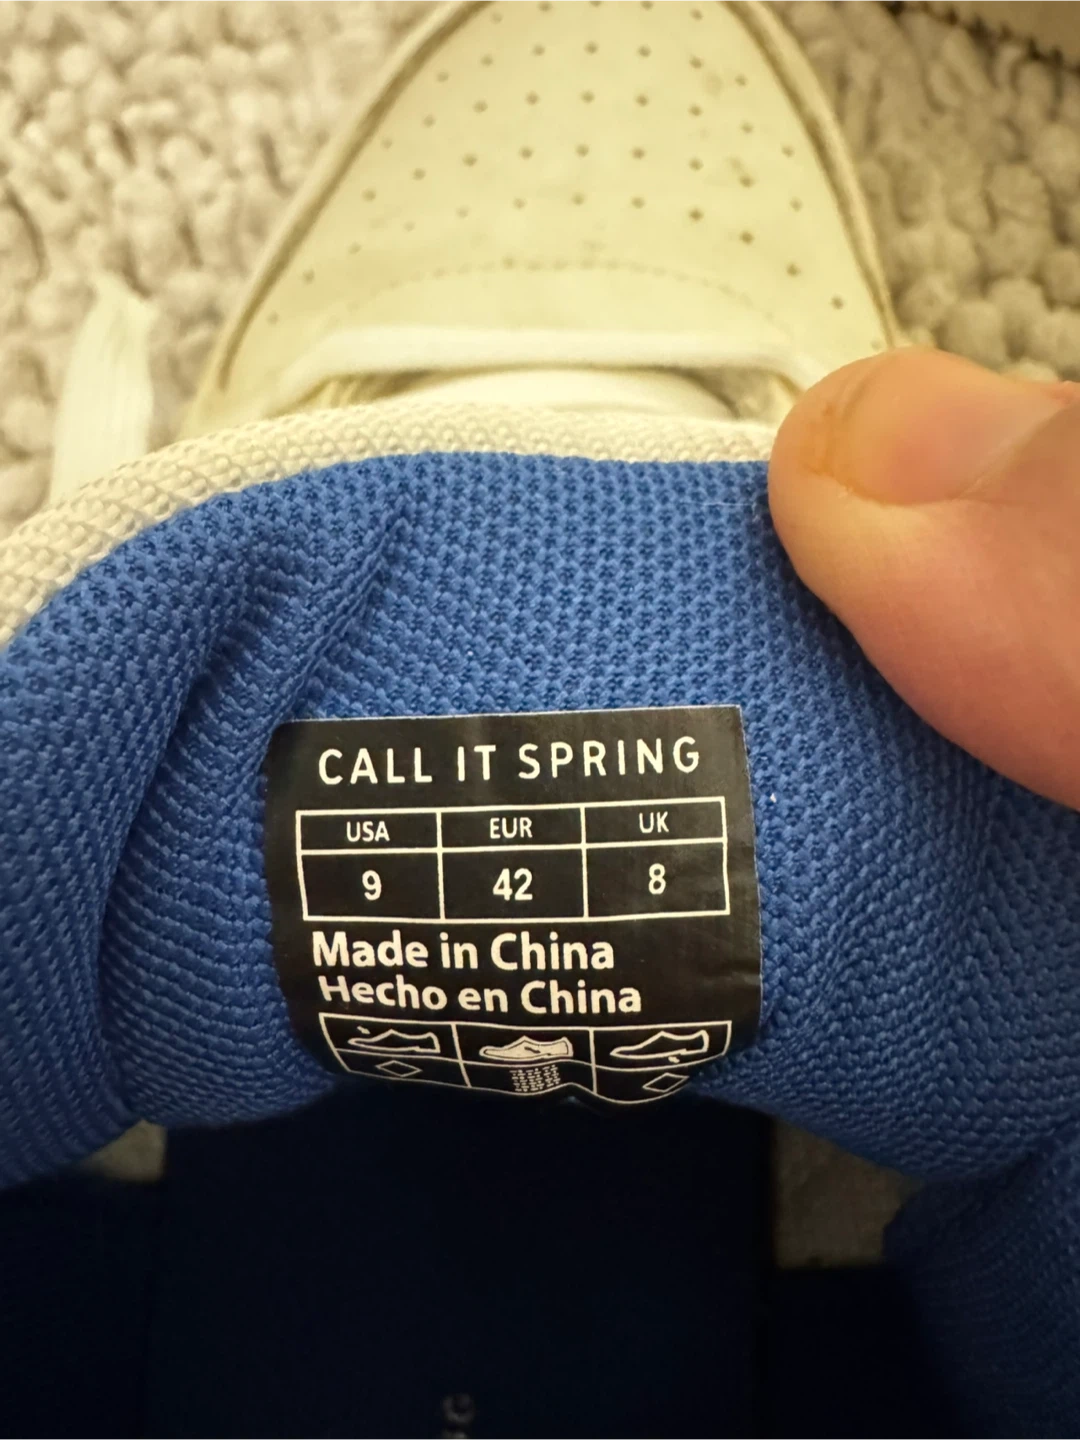 CALL IT SPRING
USA EUR UK
9 42 8
Made in China
Hecho en China